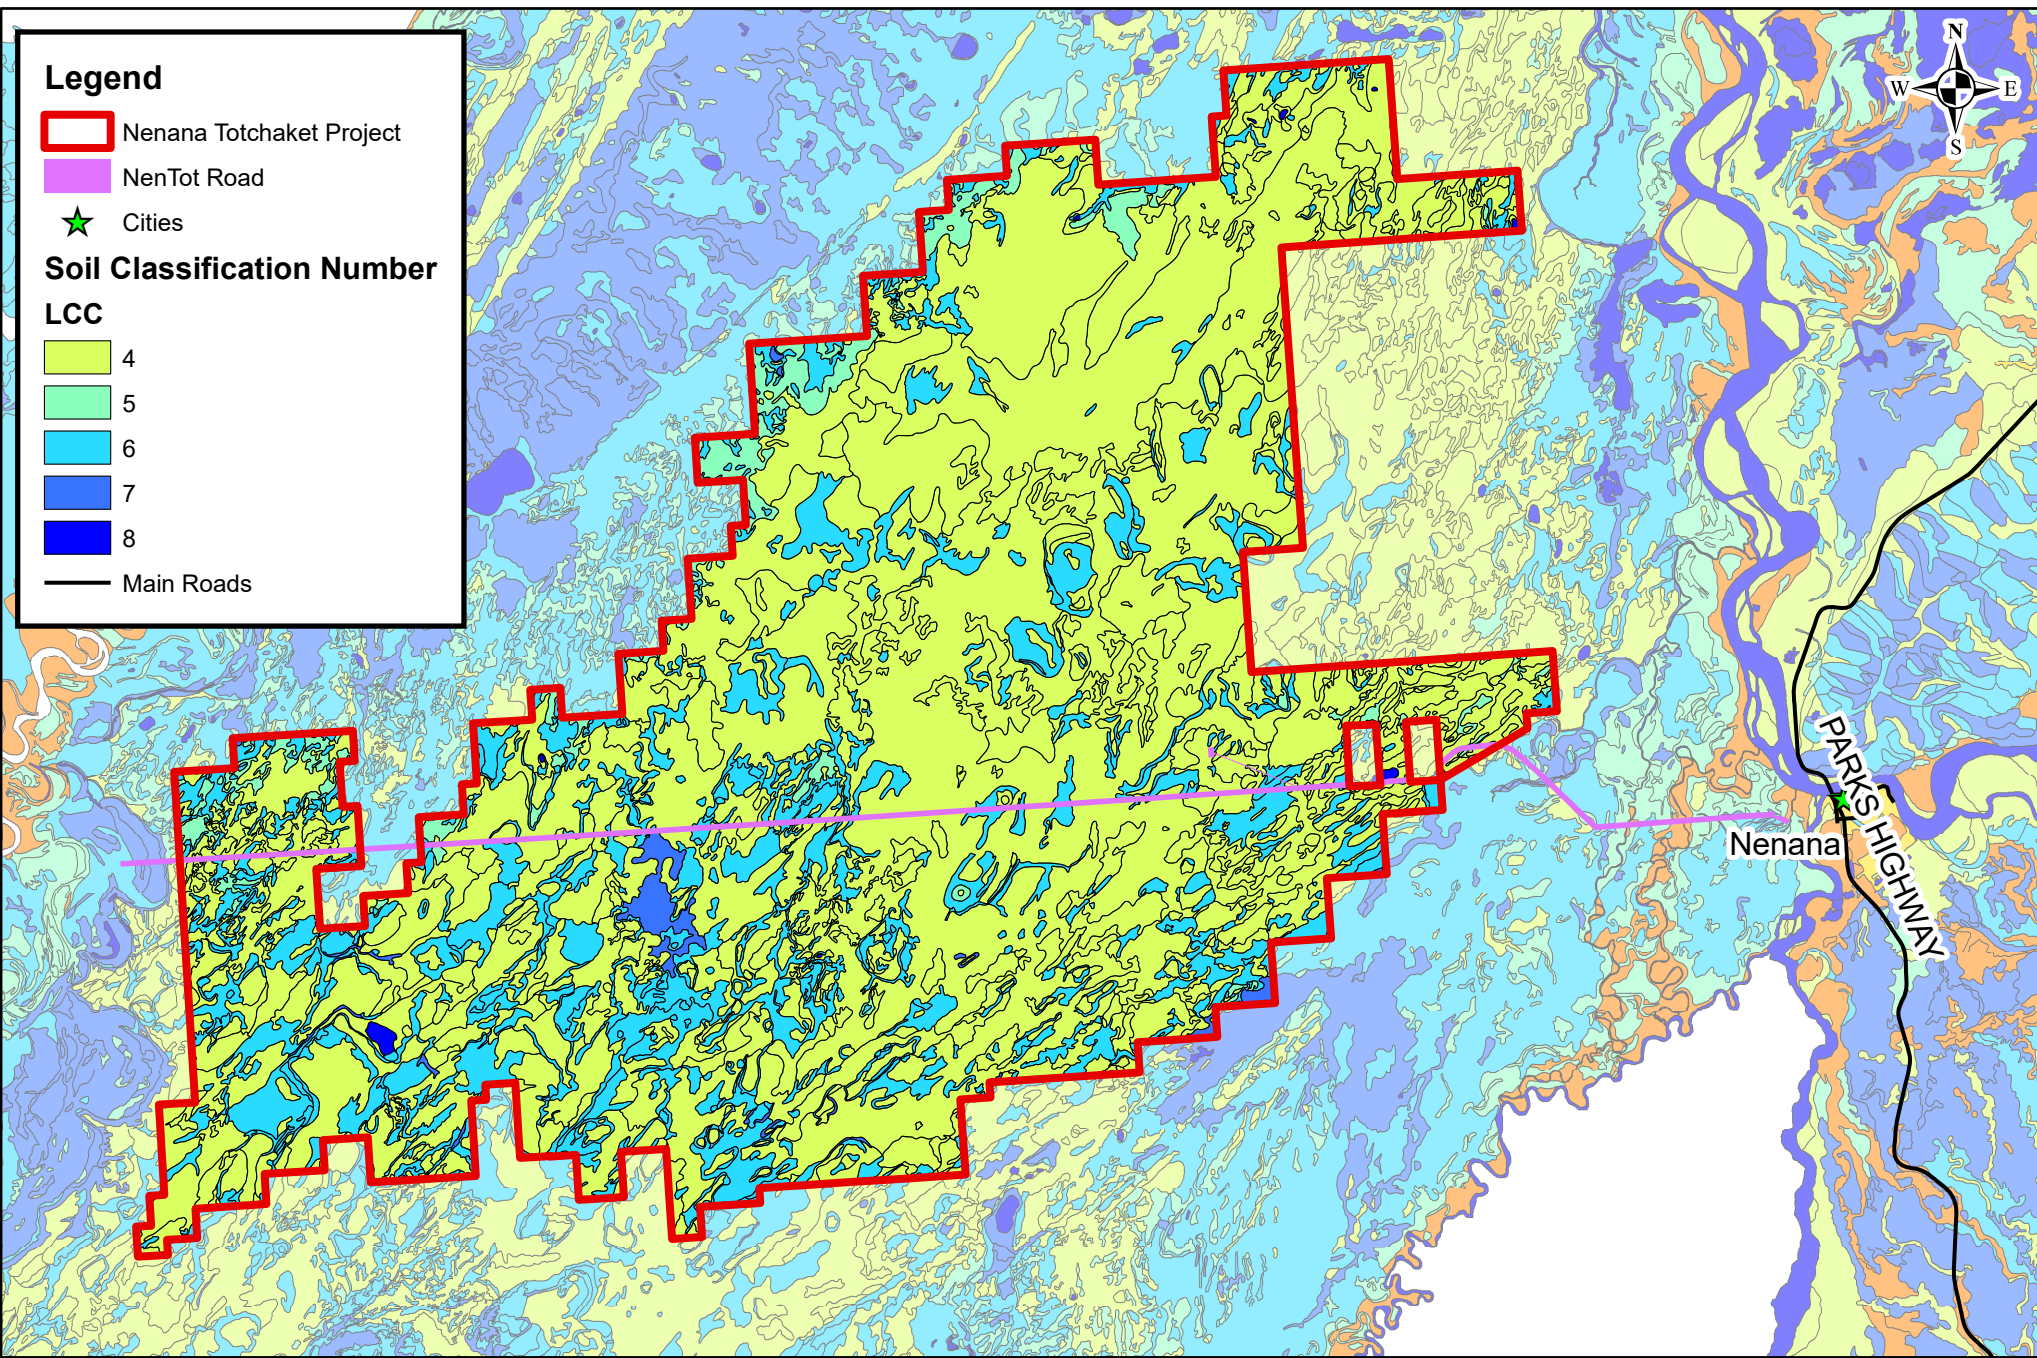 Legend
Nenana Totchaket Project
NenTot Road
Cities
Soil Classification Number
LCC
4
5
6
7
8
Main Roads
N
W
E
S
PARKS HIGHWAY
Nenana